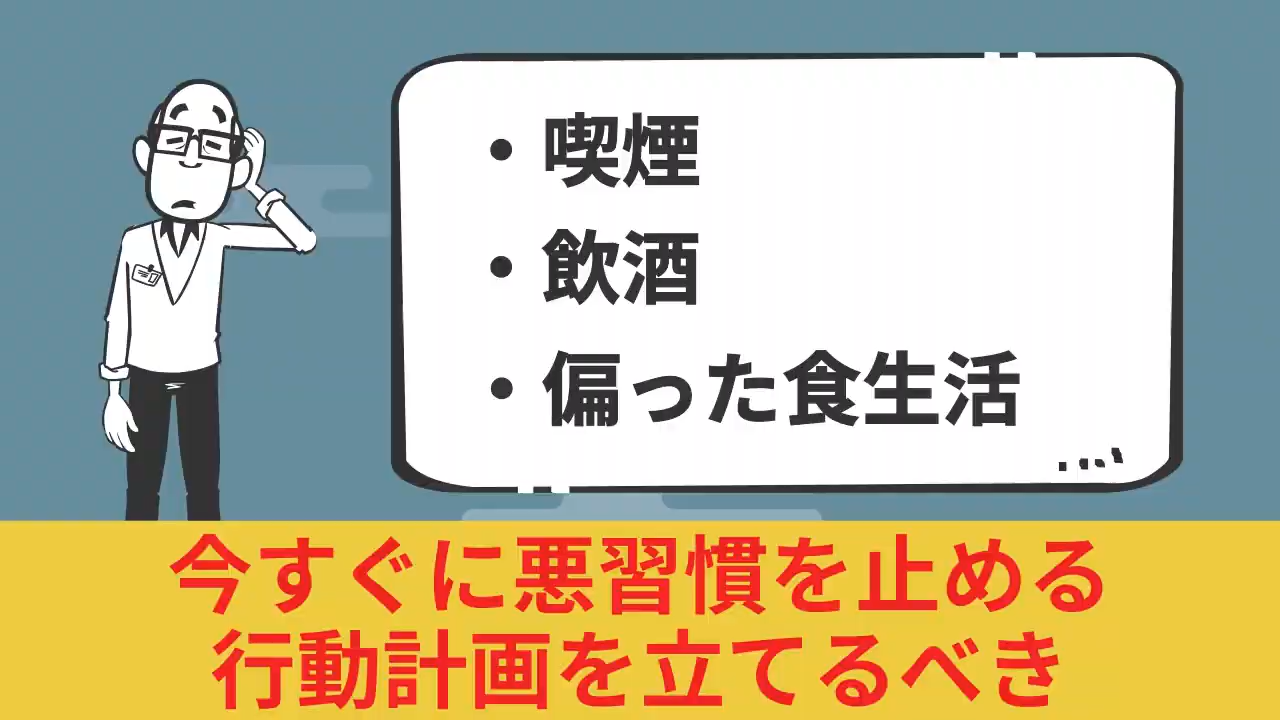 ・喫煙
・飲酒
・偏った食生活
今すぐに悪習慣を止める
行動計画を立てるべき